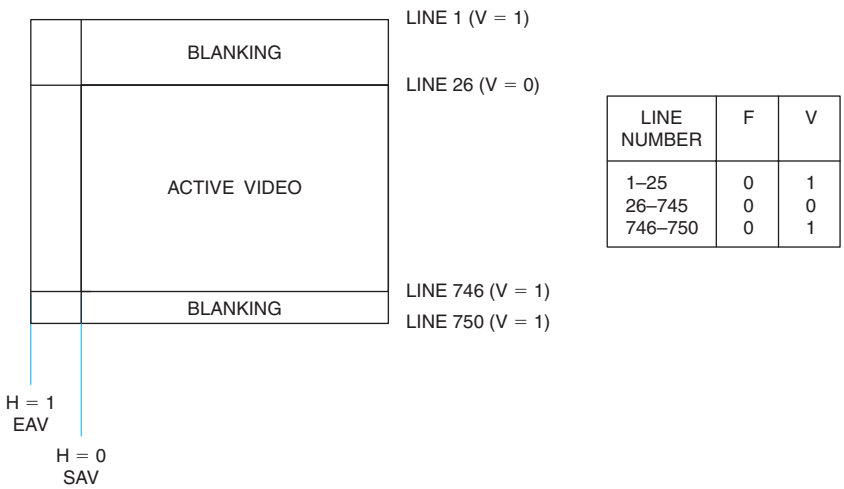 LINE 1 (V = 1)
BLANKING
LINE 26 (V = 0)
ACTIVE VIDEO
LINE 746 (V = 1)
BLANKING
LINE 750 (V = 1)
H = 1
EAV
H = 0
SAV
LINE NUMBER F V
1–25 0 1
26–745 0 0
746–750 0 1